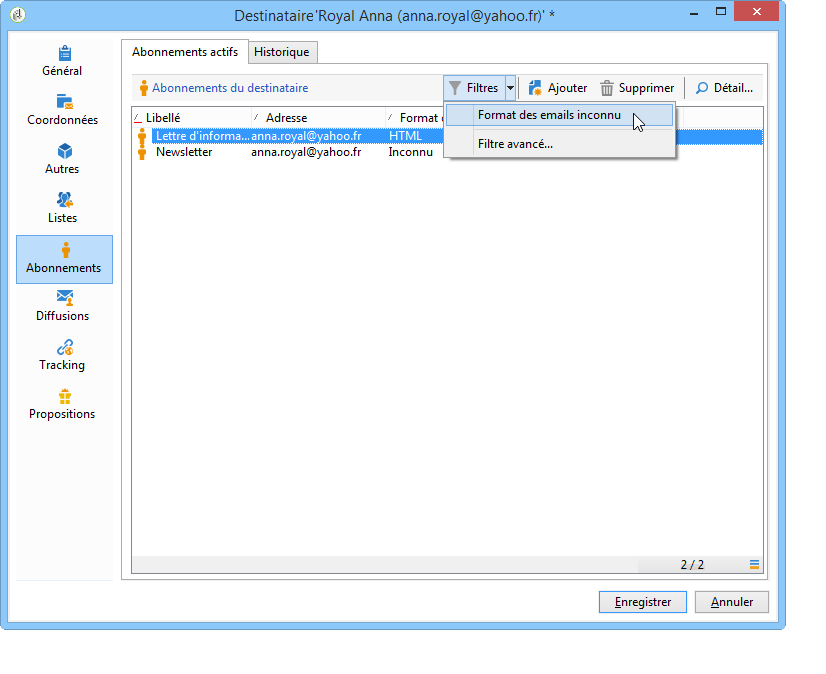 Destinataire 'Royal Anna (anna.royal@yahoo.fr)' *
Général
Coordonnées
Autres
Listes
Abonnements
Diffusions
Tracking
Propositions
Abonnements actifs
Historique
Abonnements du destinataire
Filtres
Ajouter
Supprimer
Détail...
Libellé
Adresse
Format
Format des emails inconnu
Filtre avancé...
Lettre d'informa... anna.royal@yahoo.fr HTML
Newsletter anna.royal@yahoo.fr Inconnu
2 / 2
Enregistrer
Annuler